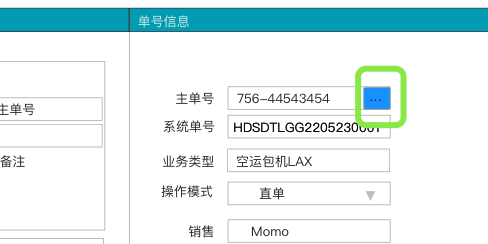 单号信息
主单号 756-44543454 ...
主单号
系统单号 HDSDTLGG2205230001
备注
业务类型 空运包机LAX
操作模式 直单
销售 Momo